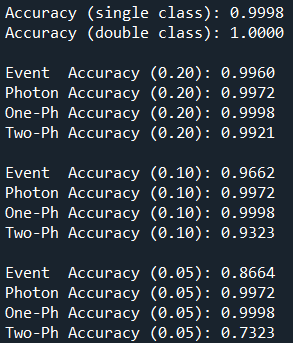 Accuracy (single class): 0.9998
Accuracy (double class): 1.0000
Event  Accuracy (0.20): 0.9960
Photon Accuracy (0.20): 0.9972
One-Ph Accuracy (0.20): 0.9998
Two-Ph Accuracy (0.20): 0.9921
Event  Accuracy (0.10): 0.9662
Photon Accuracy (0.10): 0.9972
One-Ph Accuracy (0.10): 0.9998
Two-Ph Accuracy (0.10): 0.9323
Event  Accuracy (0.05): 0.8664
Photon Accuracy (0.05): 0.9972
One-Ph Accuracy (0.05): 0.9998
Two-Ph Accuracy (0.05): 0.7323